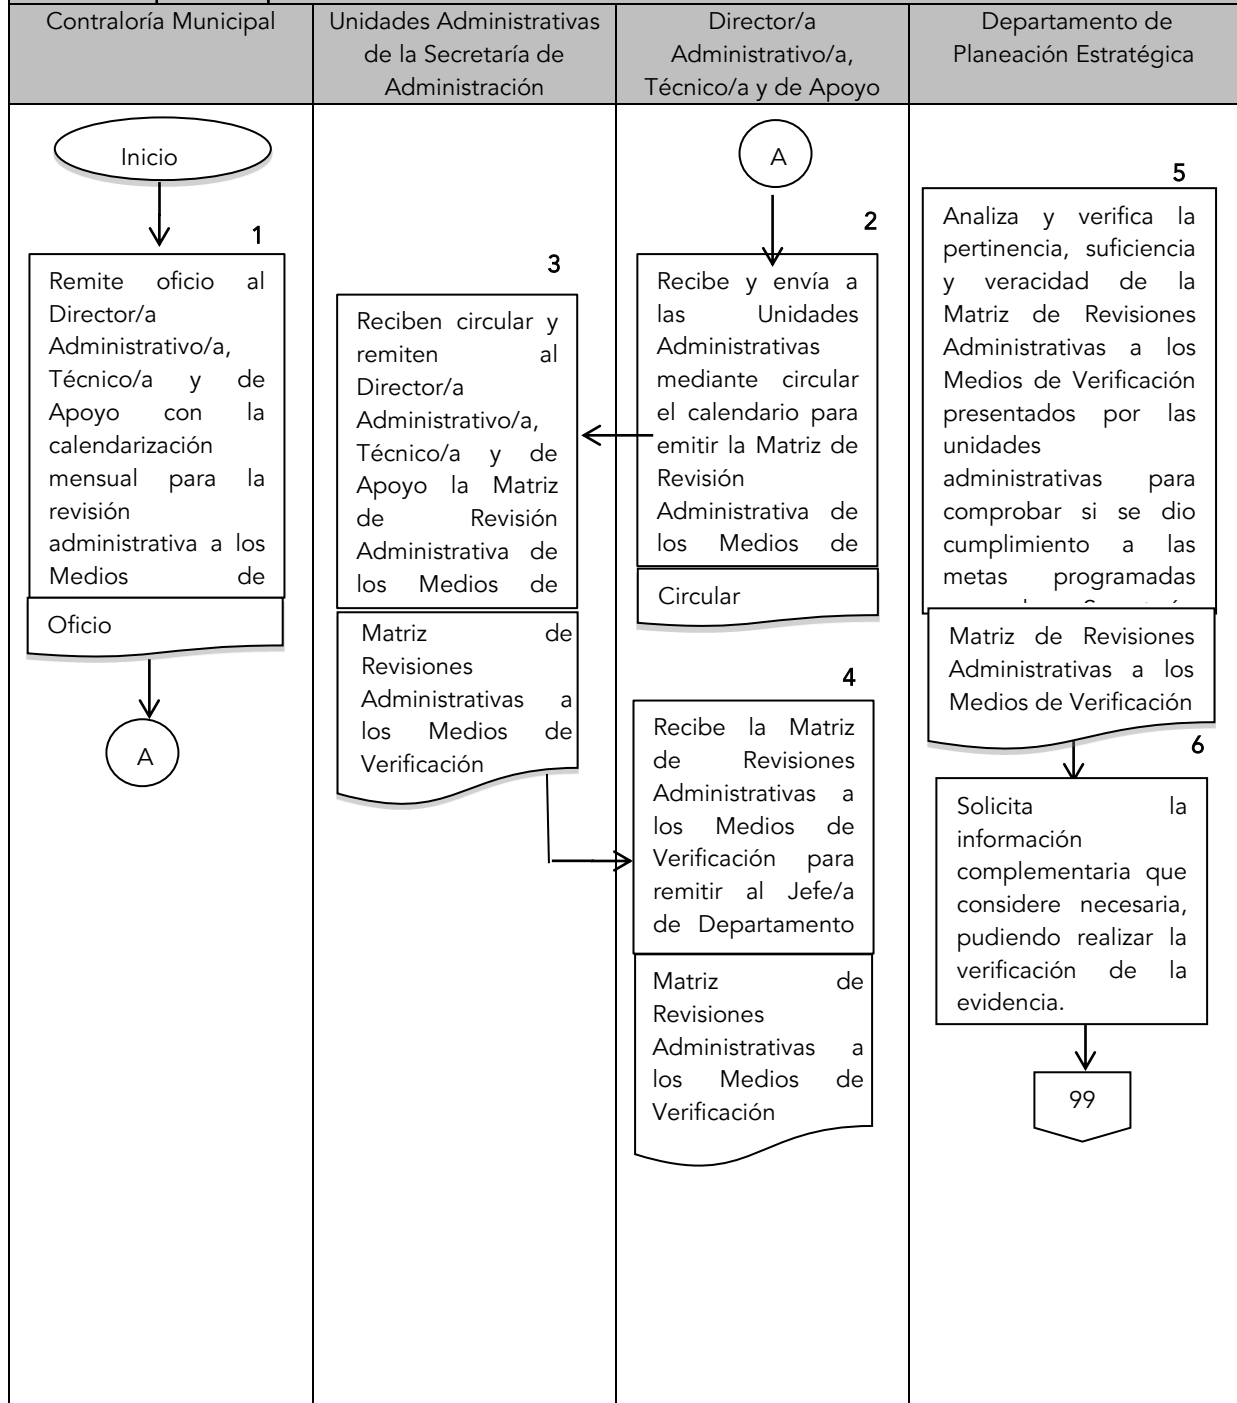 Contraloría Municipal
Unidades Administrativas
de la Secretaría de
Administración
Director/a
Administrativo/a,
Técnico/a y de Apoyo
Departamento de
Planeación Estratégica
Inicio
1
Remite oficio al
Director/a
Administrativo/a,
Técnico/a y de
Apoyo con la
calendarización
mensual para la
revisión
administrativa a los
Medios de
Oficio
A
3
Reciben circular y
remiten al
Director/a
Administrativo/a,
Técnico/a y de
Apoyo la Matriz
de Revisión
Administrativa de
los Medios de
Matriz de
Revisiones
Administrativas a
los Medios de
Verificación
A
2
Recibe y envía a
las Unidades
Administrativas
mediante circular
el calendario para
emitir la Matriz de
Revisión
Administrativa de
los Medios de
Circular
4
Recibe la Matriz
de Revisiones
Administrativas a
los Medios de
Verificación para
remitir al Jefe/a
de Departamento
Matriz de
Revisiones
Administrativas a
los Medios de
Verificación
5
Analiza y verifica la
pertinencia, suficiencia
y veracidad de la
Matriz de Revisiones
Administrativas a los
Medios de Verificación
presentados por las
unidades
administrativas para
comprobar si se dio
cumplimiento a las
metas programadas
Matriz de Revisiones
Administrativas a los
Medios de Verificación
6
Solicita la
información
complementaria que
considere necesaria,
pudiendo realizar la
verificación de la
evidencia.
99